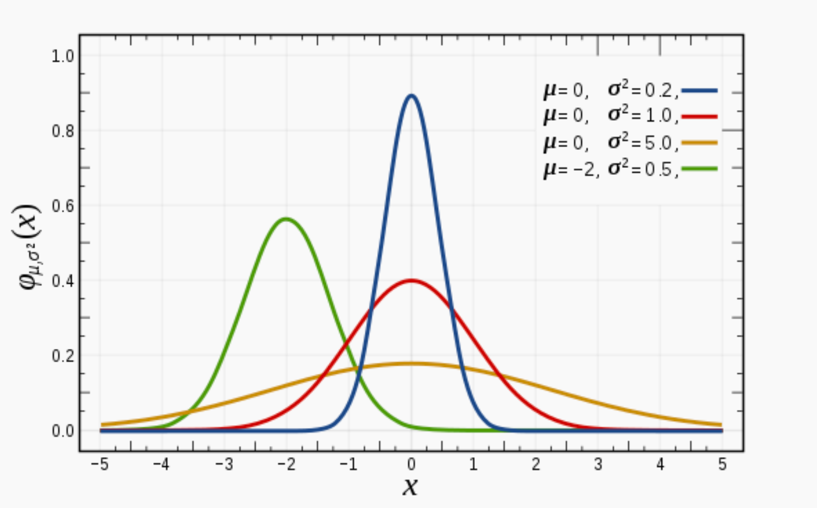 1.0
0.8
0.6
0.4
0.2
0.0
φμ,σ²(x)
μ= 0, σ²= 0.2,
μ= 0, σ²= 1.0,
μ= 0, σ²= 5.0,
μ= −2, σ²= 0.5,
−5 −4 −3 −2 −1 0 1 2 3 4 5
x